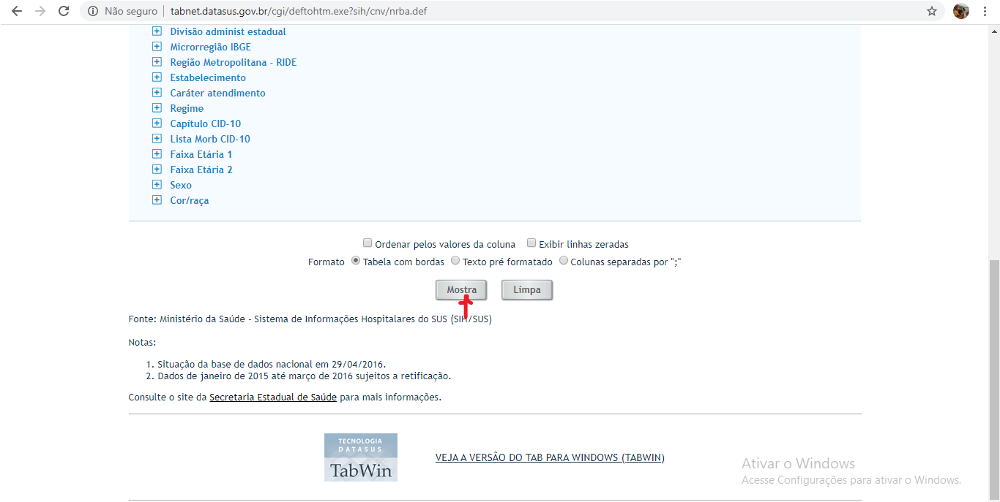 Não seguro | tabnet.datasus.gov.br/cgi/deftohtm.exe?sih/cnv/nrba.def
Divisão administ estadual
Microrregião IBGE
Região Metropolitana - RIDE
Estabelecimento
Caráter atendimento
Regime
Capítulo CID-10
Lista Morb CID-10
Faixa Etária 1
Faixa Etária 2
Sexo
Cor/raça
Ordenar pelos valores da coluna Exibir linhas zeradas
Formato Tabela com bordas Texto pré formatado Colunas separadas por ";"
Mostra Limpa
Fonte: Ministério da Saúde - Sistema de Informações Hospitalares do SUS (SIH/SUS)
Notas:
1. Situação da base de dados nacional em 29/04/2016.
2. Dados de janeiro de 2015 até março de 2016 sujeitos a retificação.
Consulte o site da Secretaria Estadual de Saúde para mais informações.
TECNOLOGIA
DATASUS
TabWin
VEJA A VERSÃO DO TAB PARA WINDOWS (TABWIN)
Ativar o Windows
Acesse Configurações para ativar o Windows.